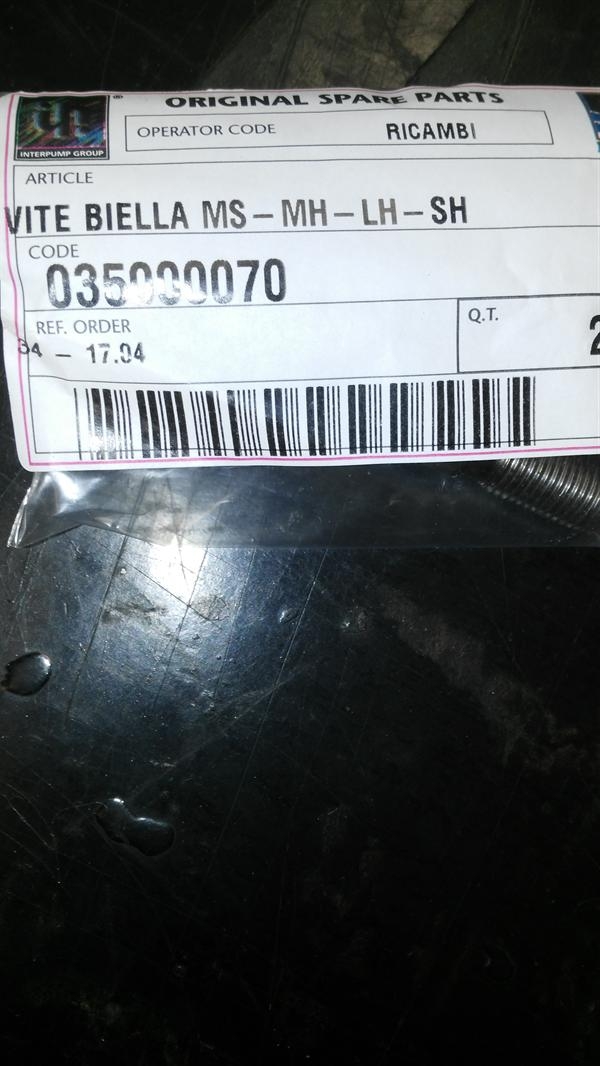 ORIGINAL SPARE PARTS
INTERPUMP GROUP
®
OPERATOR CODE RICAMBI
ARTICLE
VITE BIELLA MS-MH-LH-SH
CODE
035000070
REF. ORDER
34 - 17.04
Q.T.
2